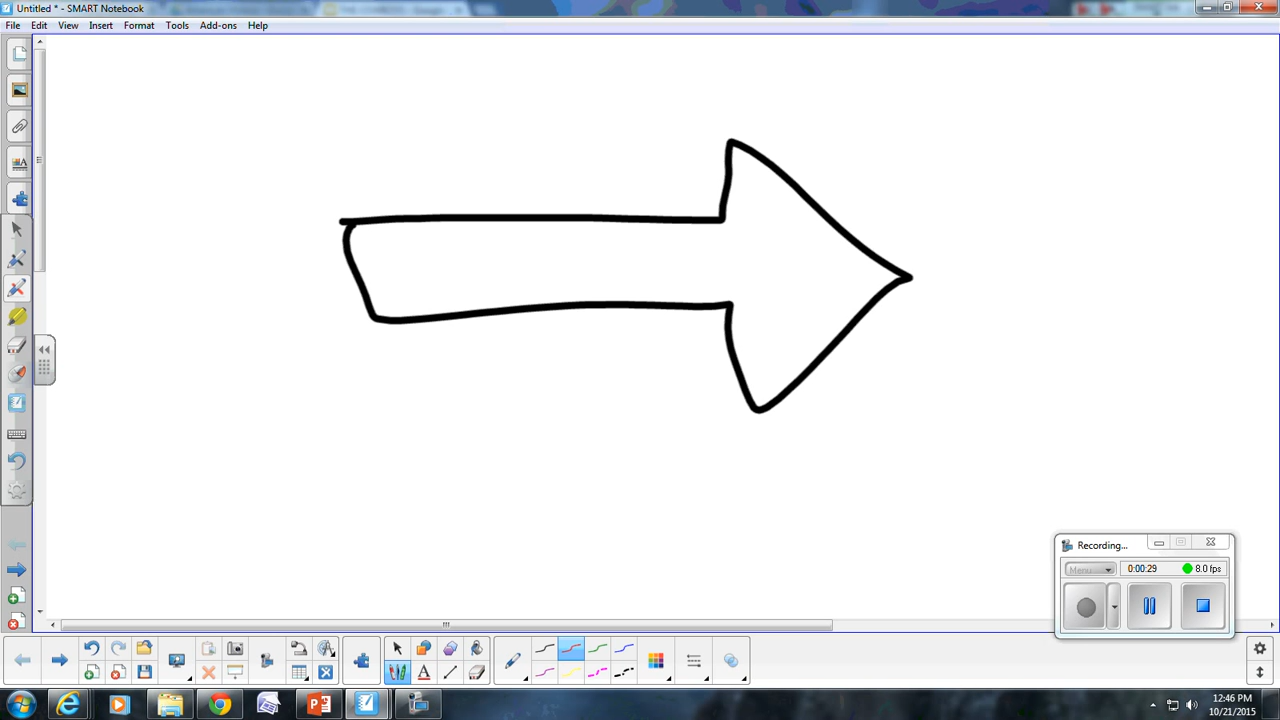 Untitled * - SMART Notebook
File Edit View Insert Format Tools Add-ons Help
Recording...
Menu
0:00:29 8.0 fps
12:46 PM
10/21/2015